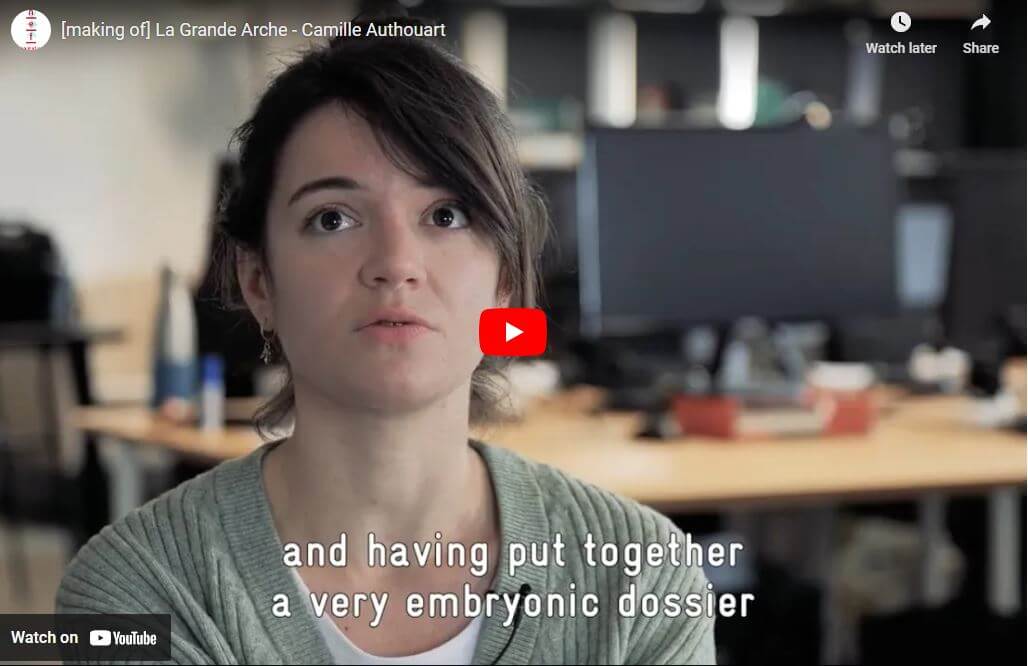 [making of] La Grande Arche - Camille Authouart
Watch later
Share
and having put together
a very embryonic dossier
Watch on YouTube